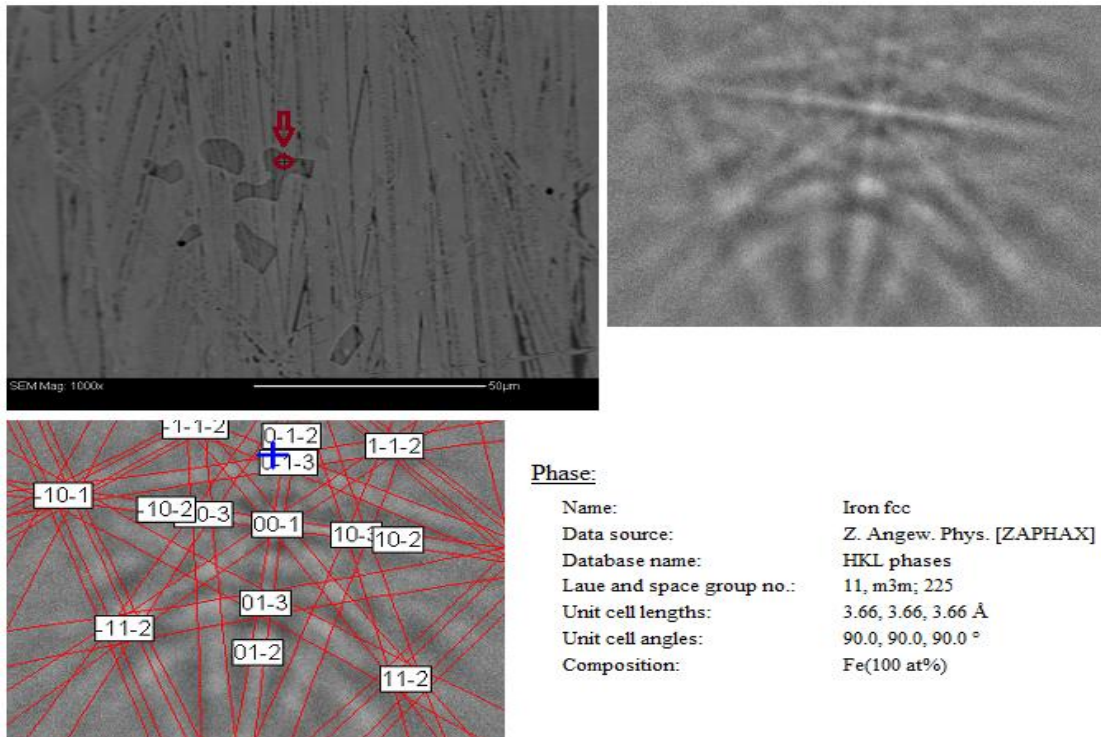 SEM Mag: 1000x
50μm
-1-1-2
0-1-2
0-1-3
1-1-2
-10-1
-10-2
0-3
00-1
10-3
10-2
01-3
-11-2
01-2
11-2
Phase:
Name: Iron fcc
Data source: Z. Angew. Phys. [ZAPHAX]
Database name: HKL phases
Laue and space group no.: 11, m3m; 225
Unit cell lengths: 3.66, 3.66, 3.66 Å
Unit cell angles: 90.0, 90.0, 90.0 °
Composition: Fe(100 at%)